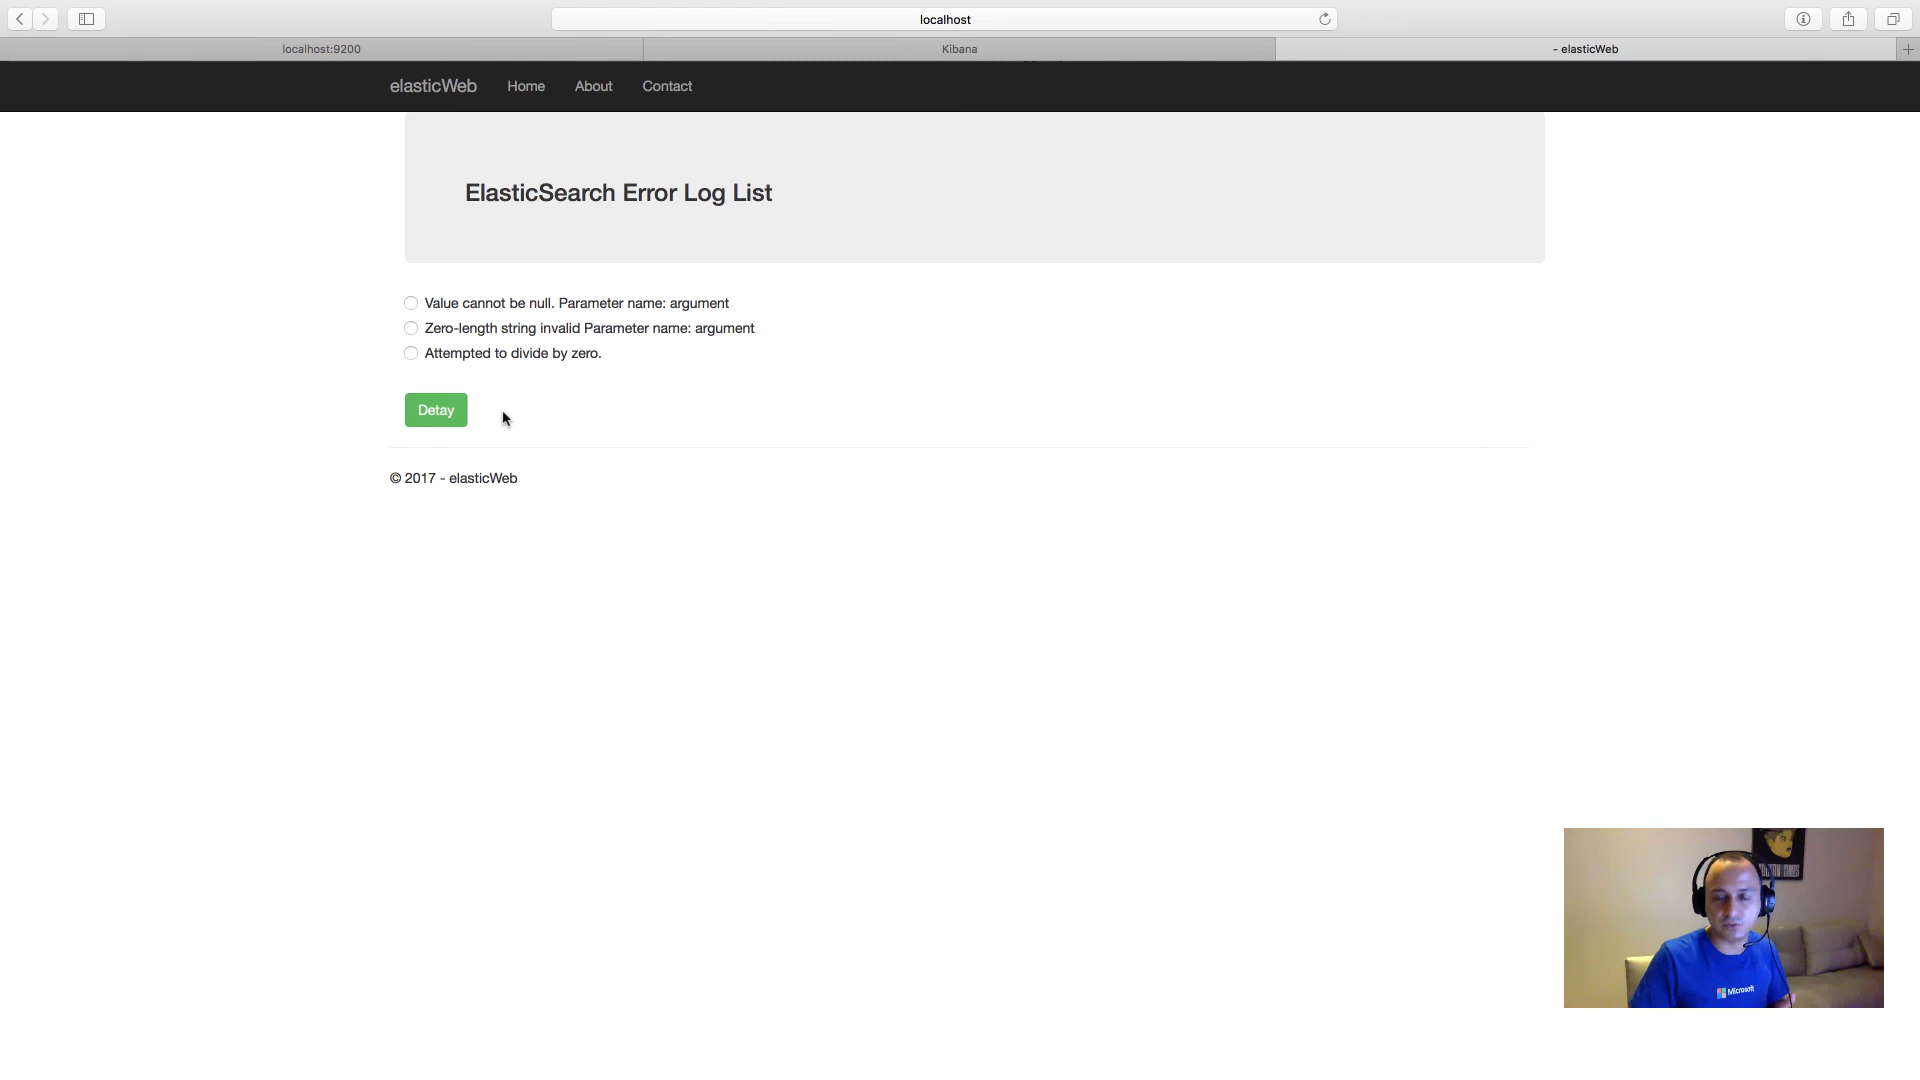 localhost
localhost:9200
Kibana
- elasticWeb
elasticWeb Home About Contact
ElasticSearch Error Log List
Value cannot be null. Parameter name: argument
Zero-length string invalid Parameter name: argument
Attempted to divide by zero.
Detay
© 2017 - elasticWeb
Microsoft